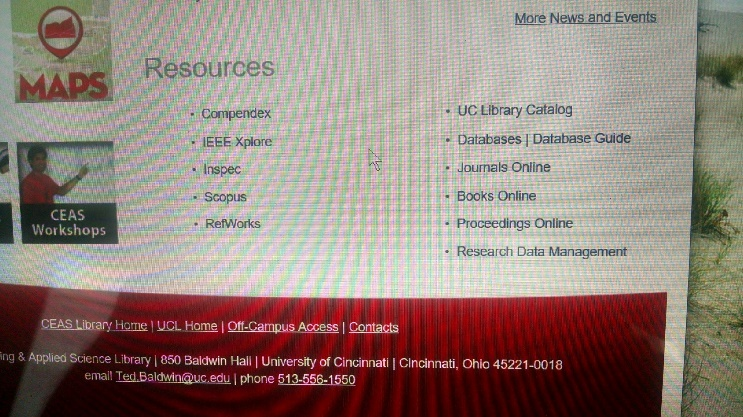 More News and Events
MAPS
Resources
• Compendex
• IEEE Xplore
• Inspec
• Scopus
• RefWorks
• UC Library Catalog
• Databases | Database Guide
• Journals Online
• Books Online
• Proceedings Online
• Research Data Management
CEAS
Workshops
CEAS Library Home | UCL Home | Off-Campus Access | Contacts
& Applied Science Library | 850 Baldwin Hall | University of Cincinnati | Cincinnati, Ohio 45221-0018
email Ted.Baldwin@uc.edu | phone 513-556-1550